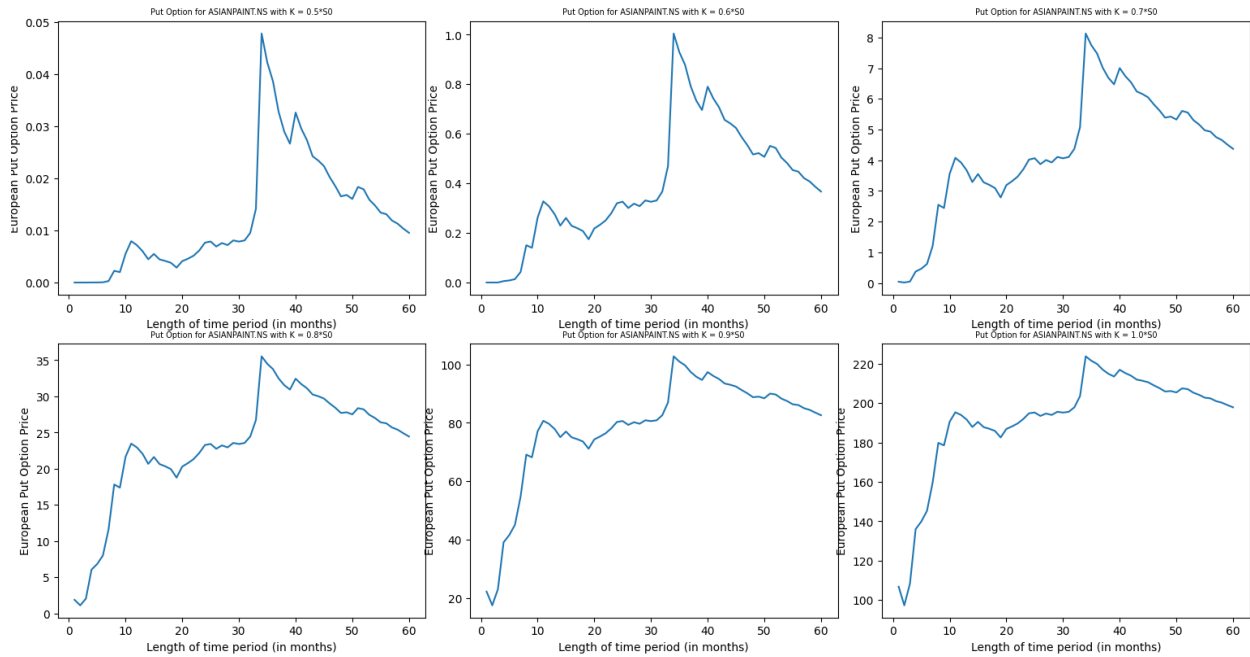 Put Option for ASIANPAINT.NS with K = 0.5*S0
Put Option for ASIANPAINT.NS with K = 0.6*S0
Put Option for ASIANPAINT.NS with K = 0.7*S0
European Put Option Price
0.05
0.04
0.03
0.02
0.01
0.00
0 10 20 30 40 50 60
Length of time period (in months)
European Put Option Price
1.0
0.8
0.6
0.4
0.2
0.0
0 10 20 30 40 50 60
Length of time period (in months)
European Put Option Price
8
7
6
5
4
3
2
1
0
0 10 20 30 40 50 60
Length of time period (in months)
Put Option for ASIANPAINT.NS with K = 0.8*S0
Put Option for ASIANPAINT.NS with K = 0.9*S0
Put Option for ASIANPAINT.NS with K = 1.0*S0
European Put Option Price
35
30
25
20
15
10
5
0
0 10 20 30 40 50 60
Length of time period (in months)
European Put Option Price
100
80
60
40
20
0 10 20 30 40 50 60
Length of time period (in months)
European Put Option Price
220
200
180
160
140
120
100
0 10 20 30 40 50 60
Length of time period (in months)